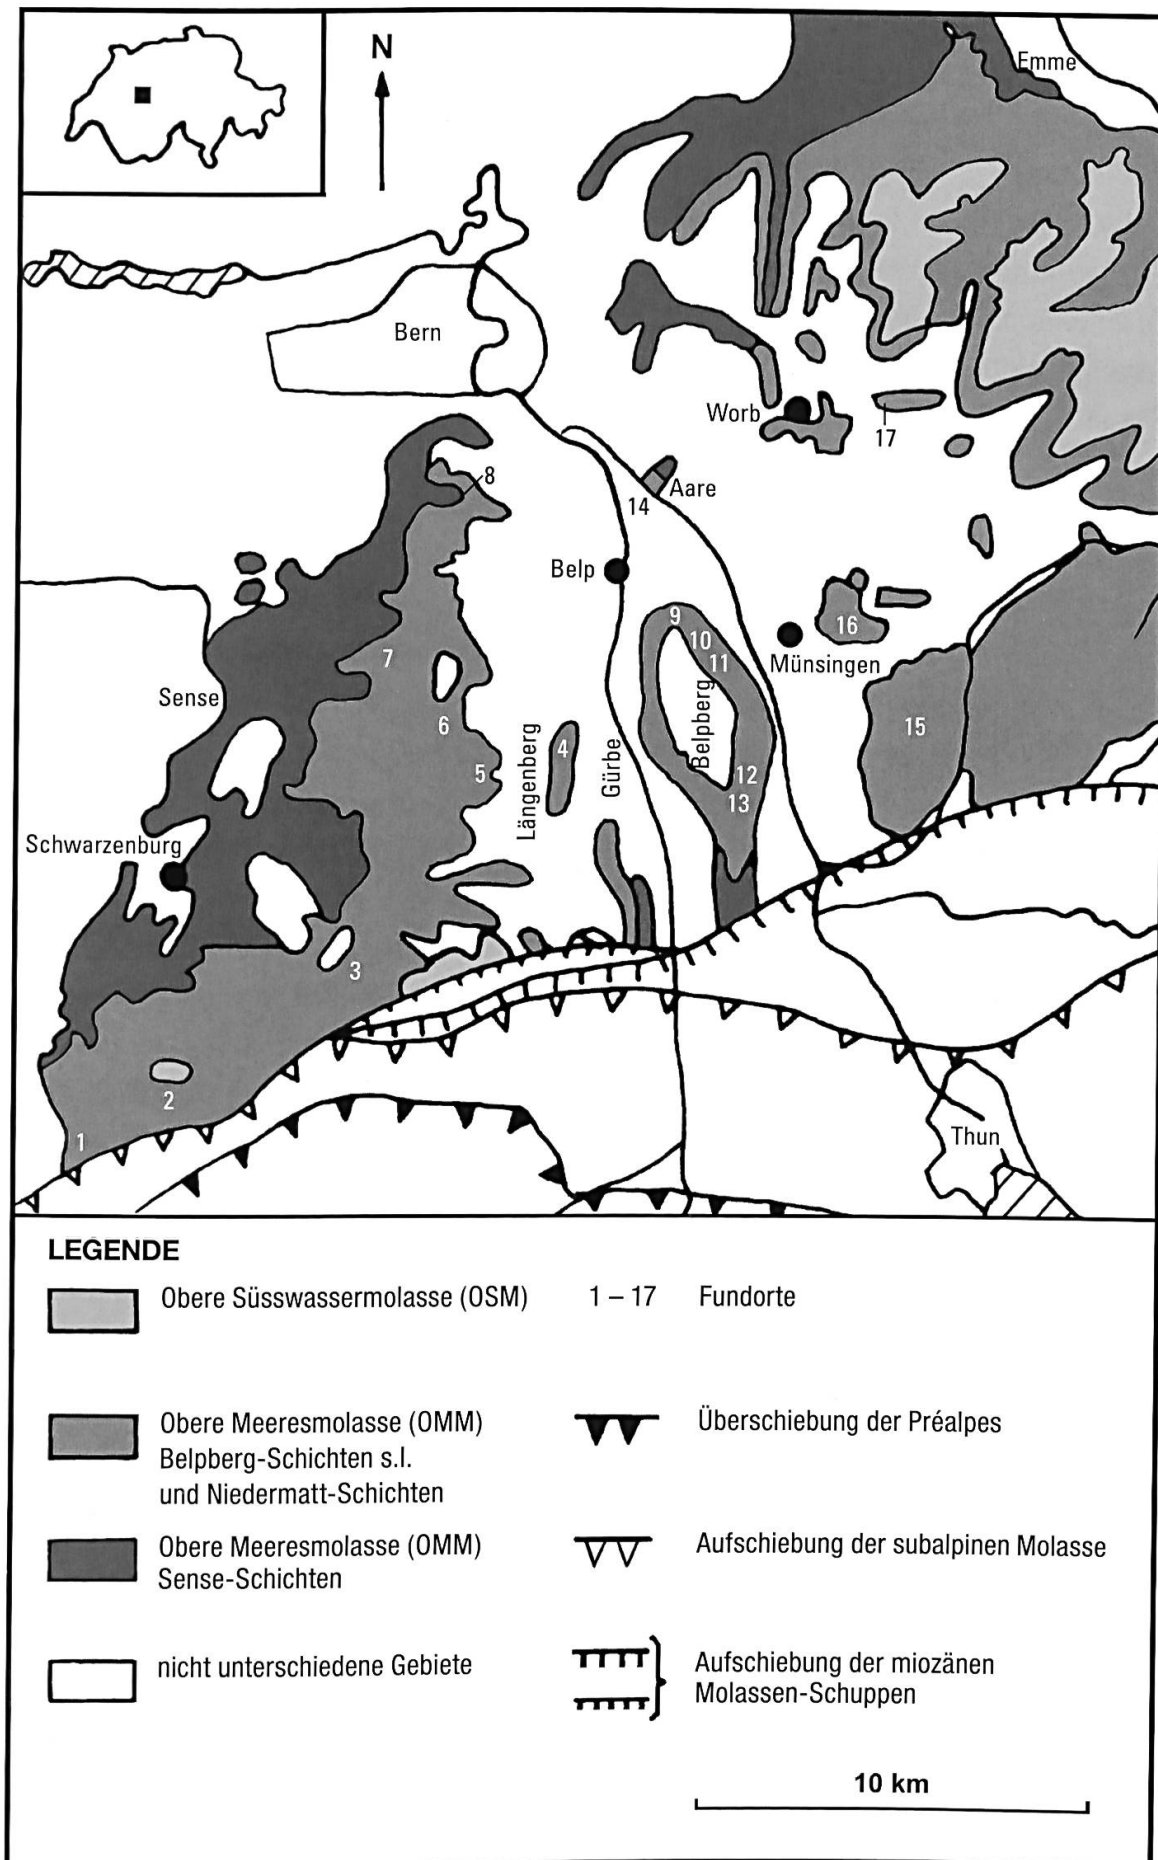 N
Emme
Bern
Worb
17
8
14
Aare
Belp
9
10
11
16
Münsingen
7
Sense
6
Belpberg
15
5
Längenberg
4
Gürbe
12
13
Schwarzenburg
3
2
1
Thun
LEGENDE
Obere Süsswassermolasse (OSM)
1 – 17 Fundorte
Obere Meeresmolasse (OMM)
Belpberg-Schichten s.l.
und Niedermatt-Schichten
Überschiebung der Préalpes
Obere Meeresmolasse (OMM)
Sense-Schichten
Aufschiebung der subalpinen Molasse
nicht unterschiedene Gebiete
Aufschiebung der miozänen
Molassen-Schuppen
10 km